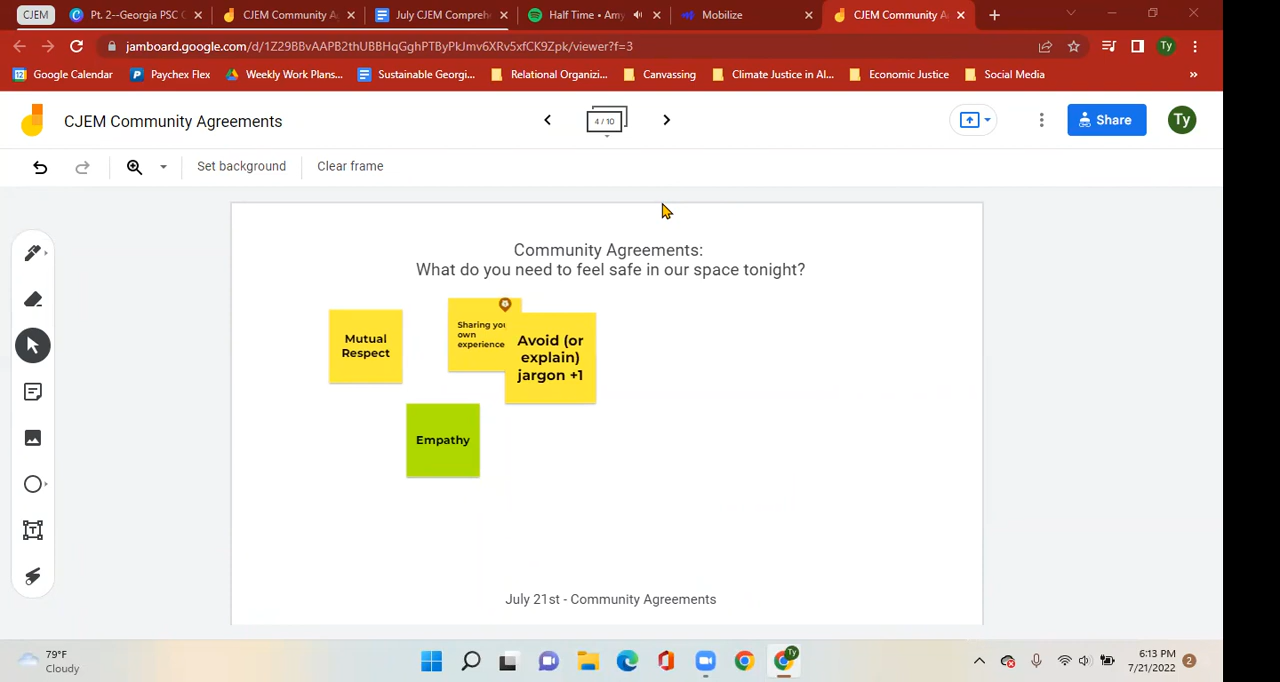 CJEM
Pt. 2--Georgia PSC
CJEM Community A
July CJEM Comprehe
Half Time • Amy
Mobilize
CJEM Community A
jamboard.google.com/d/1Z29BBvAAPB2thUBBHqGghPTByPkJmv6XRv5xfCK9Zpk/viewer?f=3
Ty
Google Calendar
Paychex Flex
Weekly Work Plans...
Sustainable Georgi...
Relational Organizi...
Canvassing
Climate Justice in Al...
Economic Justice
Social Media
»
CJEM Community Agreements
4 / 10
Share
Ty
Set background
Clear frame
Community Agreements:
What do you need to feel safe in our space tonight?
Mutual
Respect
Sharing you
own
experience
Avoid (or
explain)
jargon +1
Empathy
July 21st - Community Agreements
79°F
Cloudy
Ty
6:13 PM
7/21/2022
2